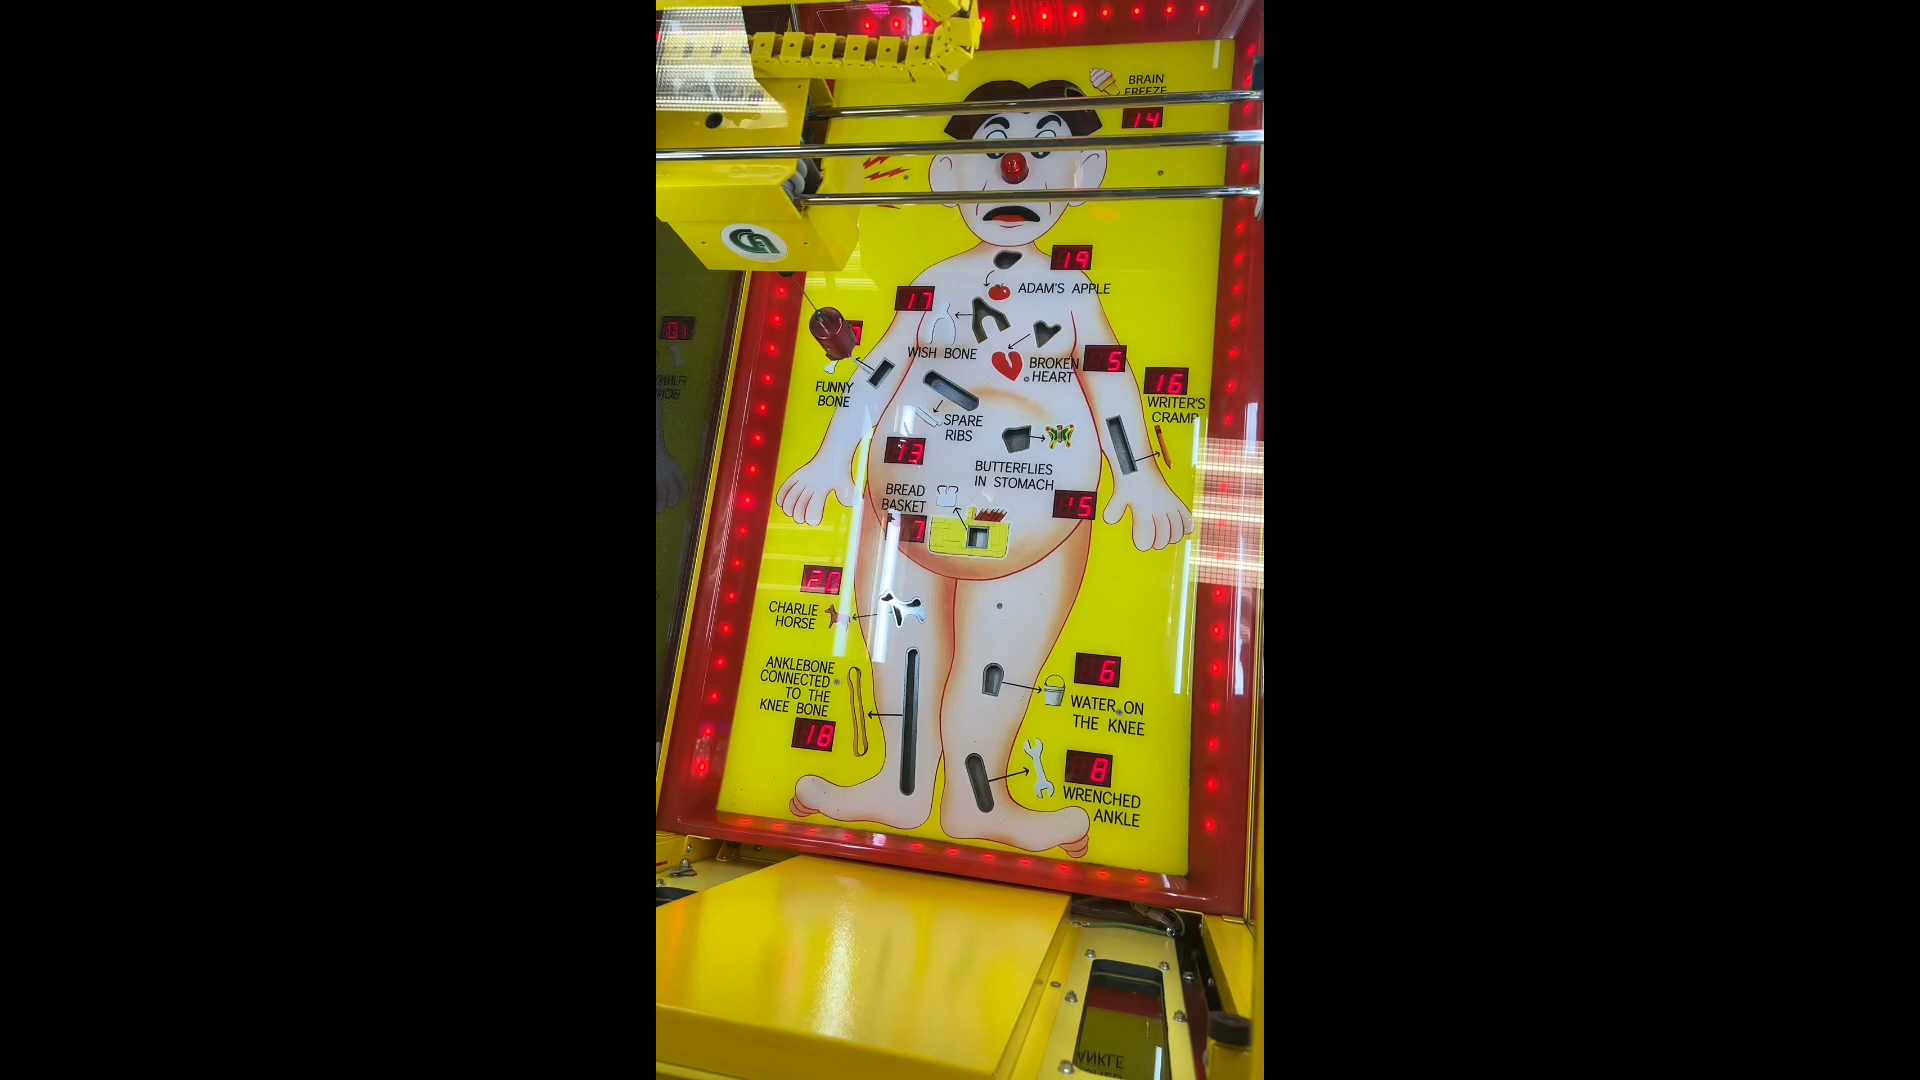 BRAIN
FREEZE
14
19
ADAM'S APPLE
17
WISH BONE
BROKEN
HEART
5
16
WRITER'S
CRAMP
FUNNY
BONE
SPARE
RIBS
13
BUTTERFLIES
IN STOMACH
15
BREAD
BASKET
7
20
CHARLIE
HORSE
ANKLEBONE
CONNECTED
TO THE
KNEE BONE
18
6
WATER ON
THE KNEE
8
WRENCHED
ANKLE